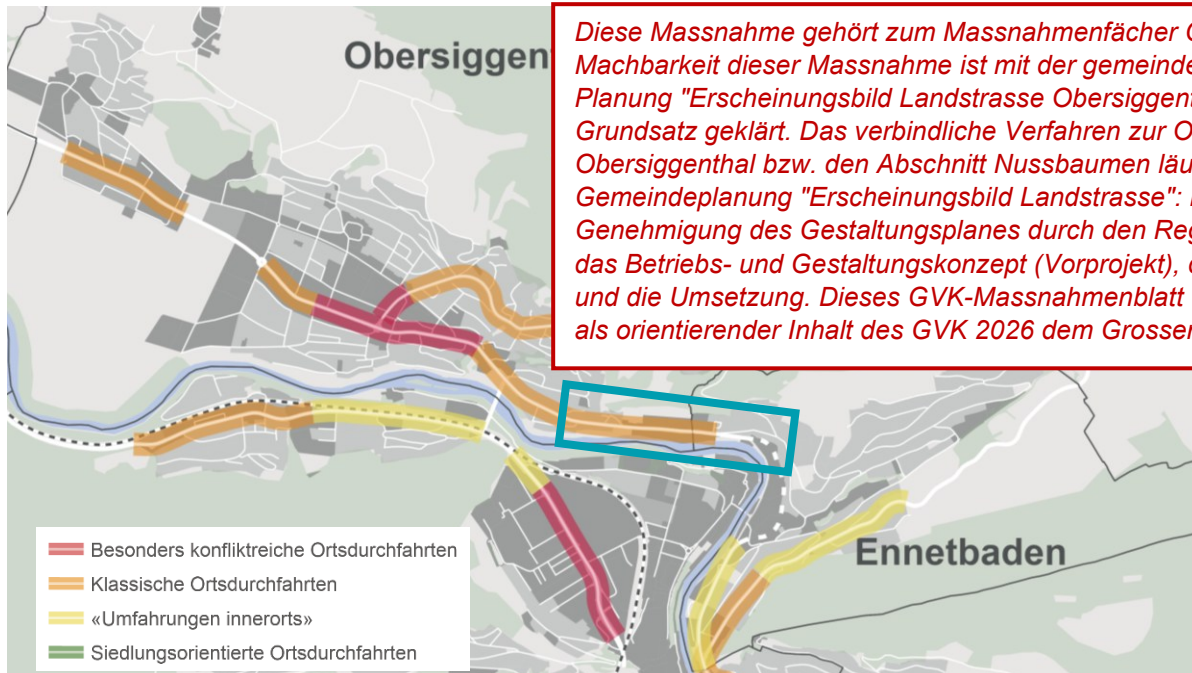 Obersiggen
Diese Massnahme gehört zum Massnahmenfächer
Machbarkeit dieser Massnahme ist mit der gemeinde
Planung "Erscheinungsbild Landstrasse Obersiggen
Grundsatz geklärt. Das verbindliche Verfahren zur O
Obersiggenthal bzw. den Abschnitt Nussbaumen läu
Gemeindeplanung "Erscheinungsbild Landstrasse":
Genehmigung des Gestaltungsplanes durch den Reg
das Betriebs- und Gestaltungskonzept (Vorprojekt),
und die Umsetzung. Dieses GVK-Massnahmenblatt
als orientierender Inhalt des GVK 2026 dem Grossen
Ennetbaden
Besonders konfliktreiche Ortsdurchfahrten
Klassische Ortsdurchfahrten
«Umfahrungen innerorts»
Siedlungsorientierte Ortsdurchfahrten